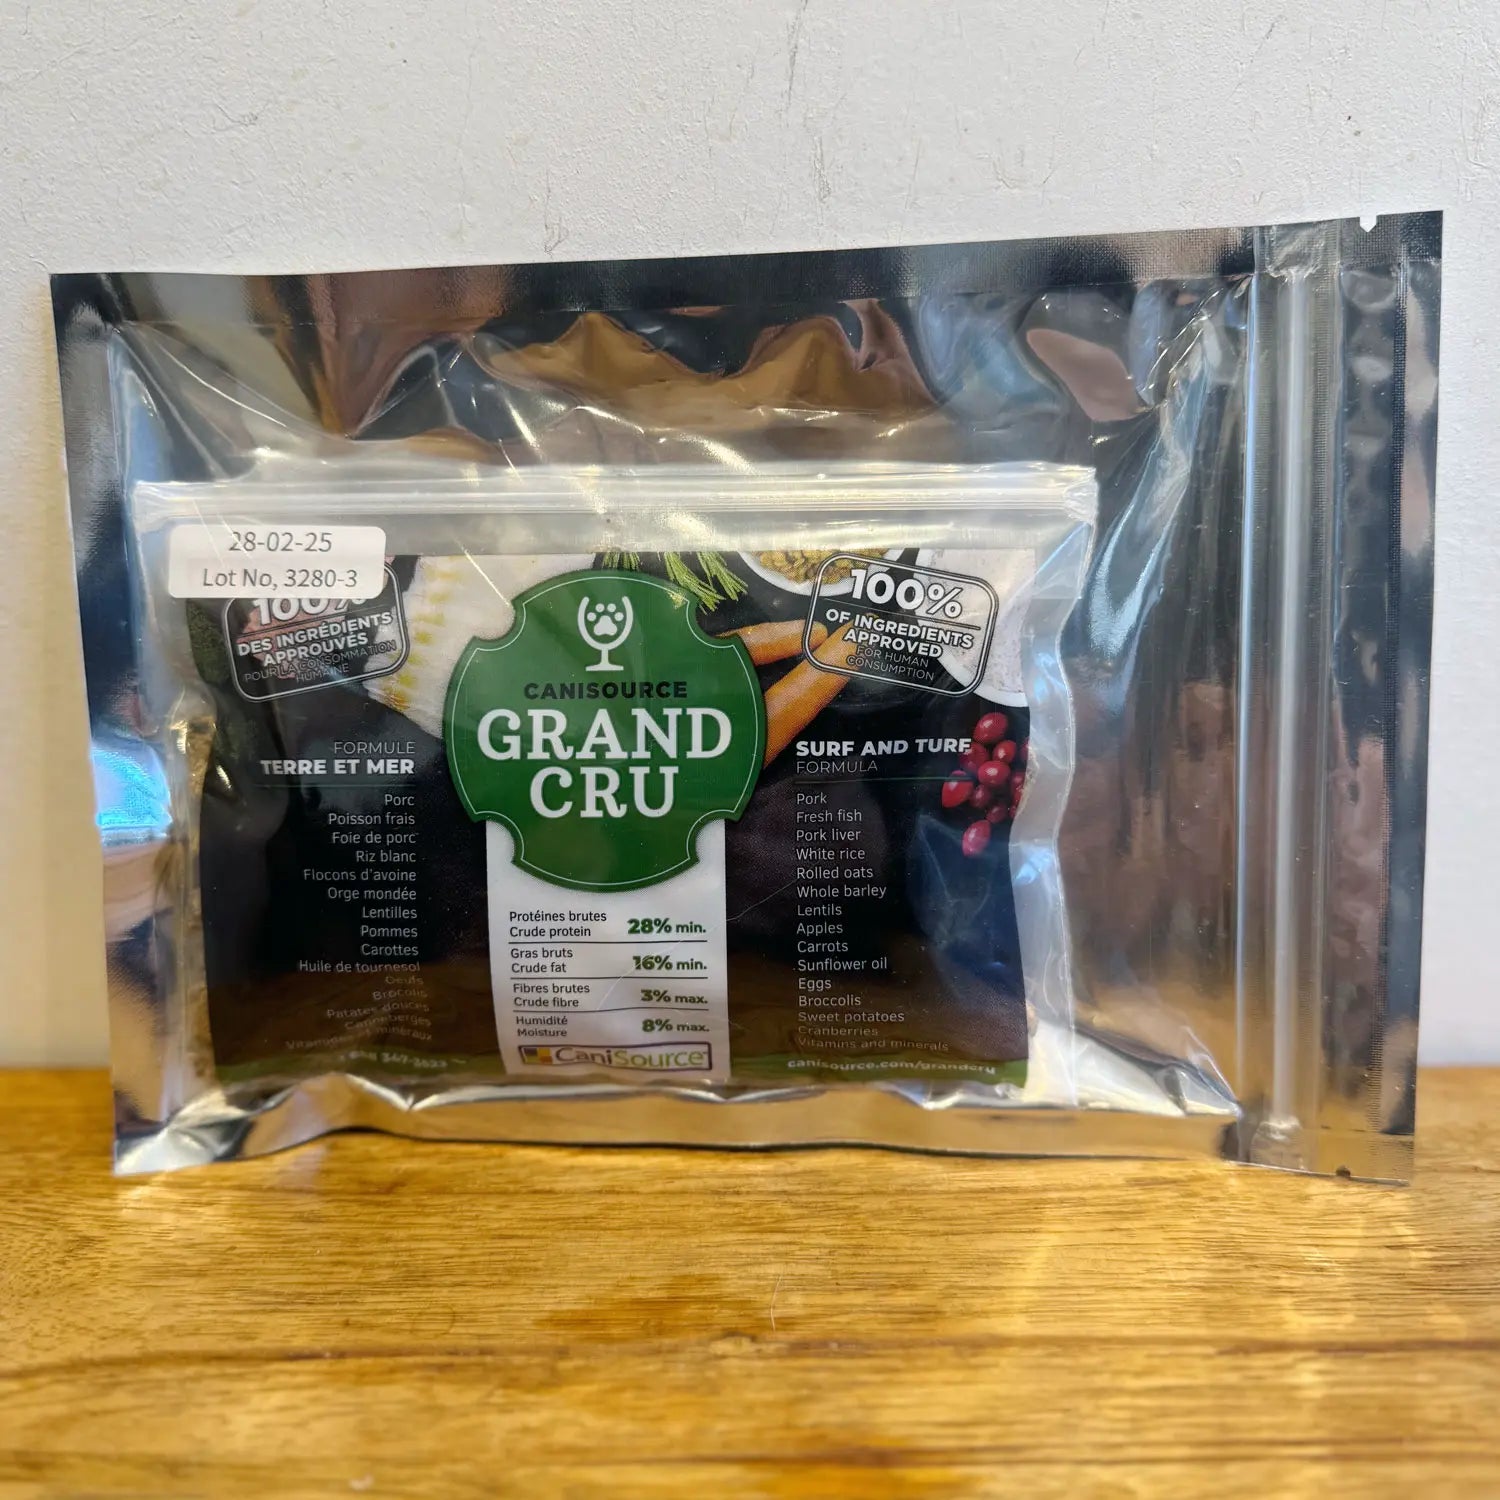 28-02-25
Lot No, 3280-3
100%
DES INGRÉDIENTS
APPROUVÉS
POUR LA CONSOMMATION
HUMAINE
CANISOURCE
GRAND
CRU
100%
OF INGREDIENTS
APPROVED
FOR HUMAN
CONSUMPTION
FORMULE
TERRE ET MER
Porc
Poisson frais
Foie de porc
Riz blanc
Flocons d'avoine
Orge mondée
Lentilles
Pommes
Carottes
Huile de tournesol
Oeufs
Brocolis
Patates douces
Canneberges
Vitamines et minéraux
Protéines brutes
Crude protein 28% min.
Gras bruts
Crude fat 16% min.
Fibres brutes
Crude fibre 3% max.
Humidité
Moisture 8% max.
CaniSource
SURF AND TURF
FORMULA
Pork
Fresh fish
Pork liver
White rice
Rolled oats
Whole barley
Lentils
Apples
Carrots
Sunflower oil
Eggs
Broccolis
Sweet potatoes
Cranberries
Vitamins and minerals
canisource.com/grandcru